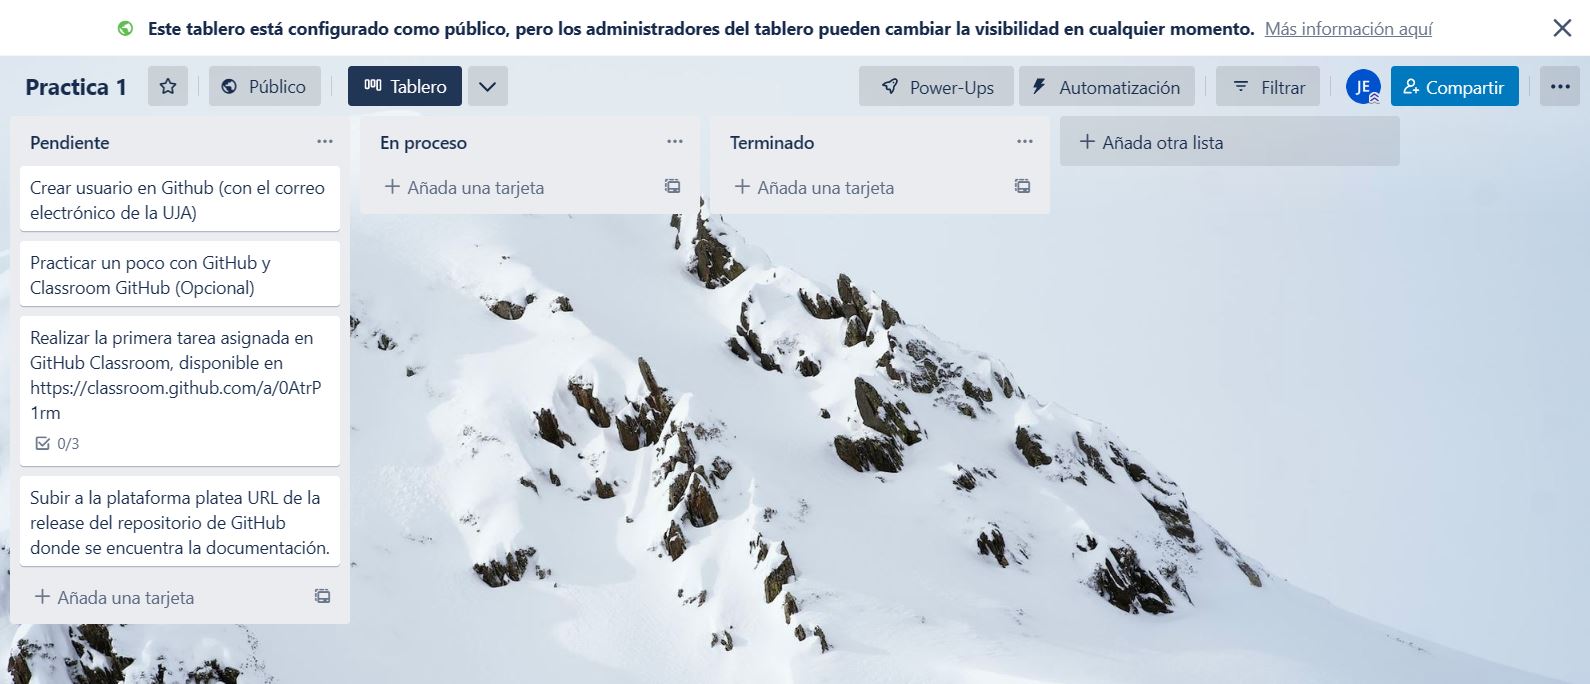 Este tablero está configurado como público, pero los administradores del tablero pueden cambiar la visibilidad en cualquier momento. Más información aquí
Practica 1 Público Tablero Power-Ups Automatización Filtrar JE Compartir
Pendiente
Crear usuario en Github (con el correo
electrónico de la UJA)
Practicar un poco con GitHub y
Classroom GitHub (Opcional)
Realizar la primera tarea asignada en
GitHub Classroom, disponible en
https://classroom.github.com/a/0AtrP
1rm
0/3
Subir a la plataforma platea URL de la
release del repositorio de GitHub
donde se encuentra la documentación.
+ Añada una tarjeta
En proceso
+ Añada una tarjeta
Terminado
+ Añada una tarjeta
+ Añada otra lista